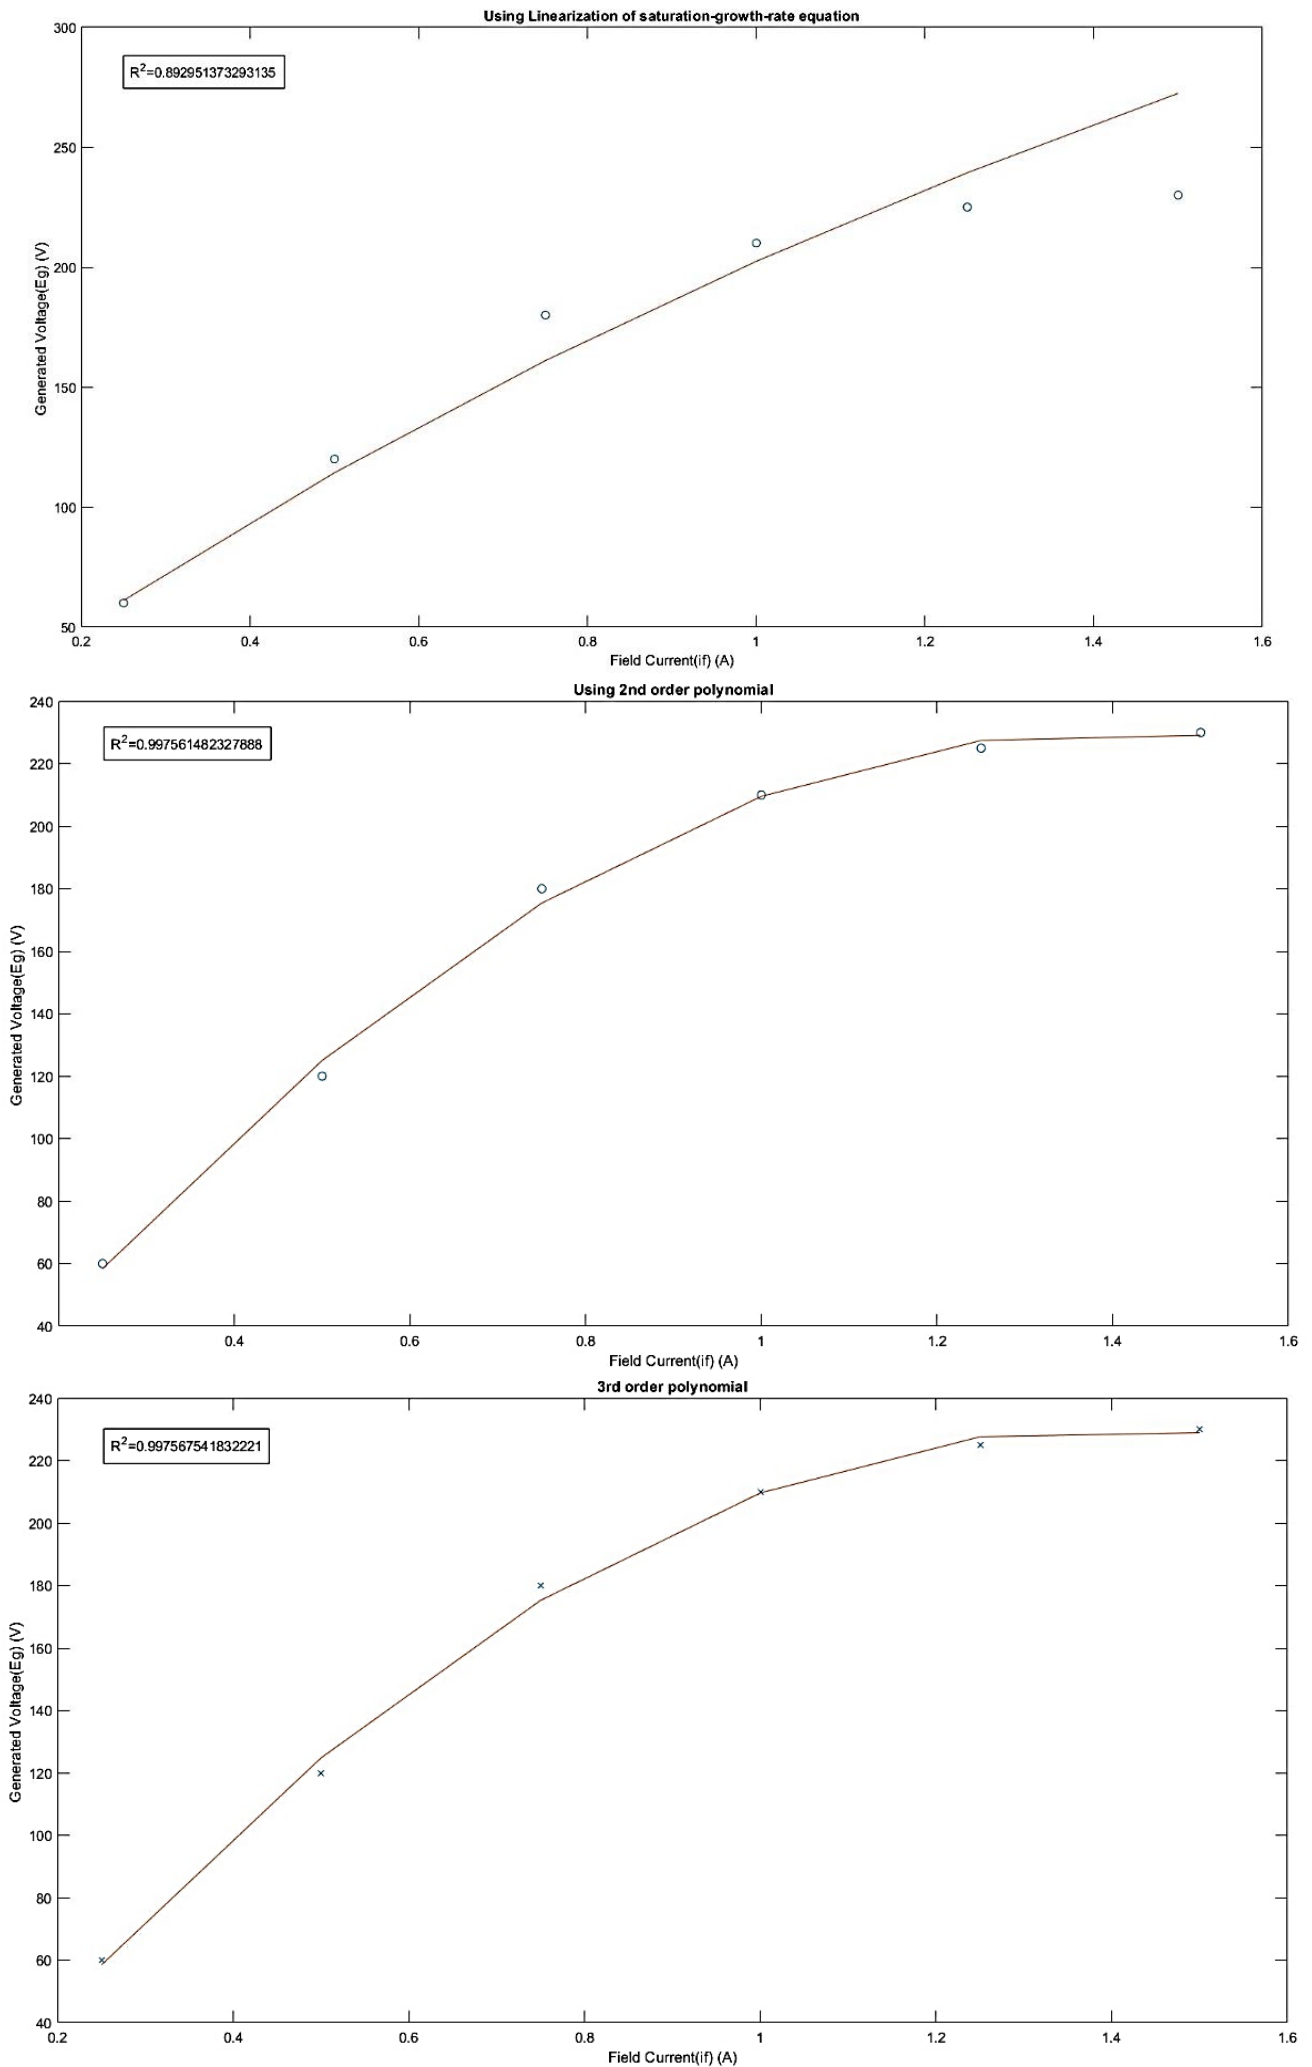 Using Linearization of saturation-growth-rate equation
R²=0.892951373293135
300
250
200
150
100
50
0.2 0.4 0.6 0.8 1 1.2 1.4 1.6
Generated Voltage(Eg) (V)
Field Current(if) (A)
Using 2nd order polynomial
R²=0.997561482327888
240
220
200
180
160
140
120
100
80
60
40
0.4 0.6 0.8 1 1.2 1.4 1.6
Generated Voltage(Eg) (V)
Field Current(if) (A)
3rd order polynomial
R²=0.997567541832221
240
220
200
180
160
140
120
100
80
60
40
0.2 0.4 0.6 0.8 1 1.2 1.4 1.6
Generated Voltage(Eg) (V)
Field Current(if) (A)